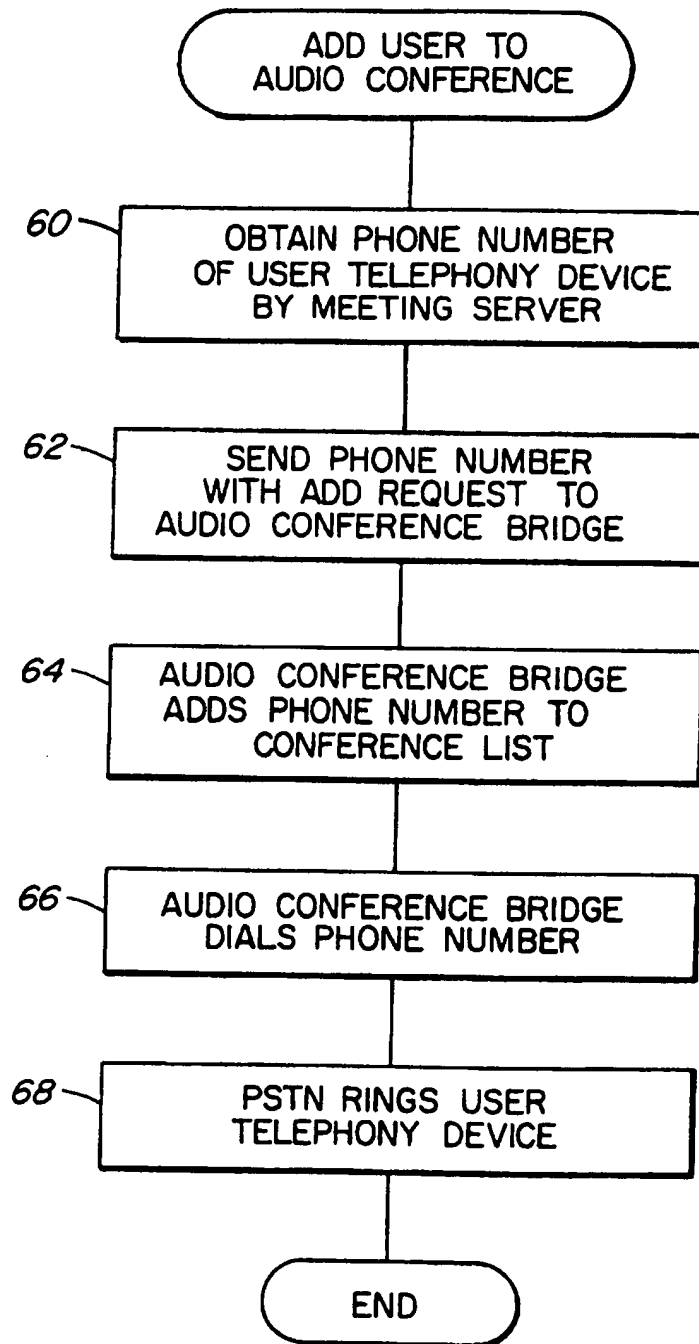 ADD USER TO
AUDIO CONFERENCE
60
OBTAIN PHONE NUMBER
OF USER TELEPHONY DEVICE
BY MEETING SERVER
62
SEND PHONE NUMBER
WITH ADD REQUEST TO
AUDIO CONFERENCE BRIDGE
64
AUDIO CONFERENCE BRIDGE
ADDS PHONE NUMBER TO
CONFERENCE LIST
66
AUDIO CONFERENCE BRIDGE
DIALS PHONE NUMBER
68
PSTN RINGS USER
TELEPHONY DEVICE
END